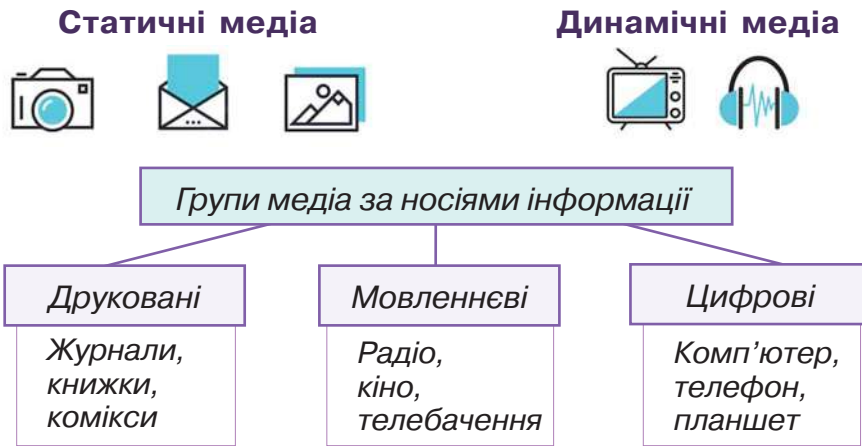 Статичні медіа
Динамічні медіа
Групи медіа за носіями інформації
Друковані
Журнали,
книжки,
комікси
Мовленнєві
Радіо,
кіно,
телебачення
Цифрові
Комп’ютер,
телефон,
планшет